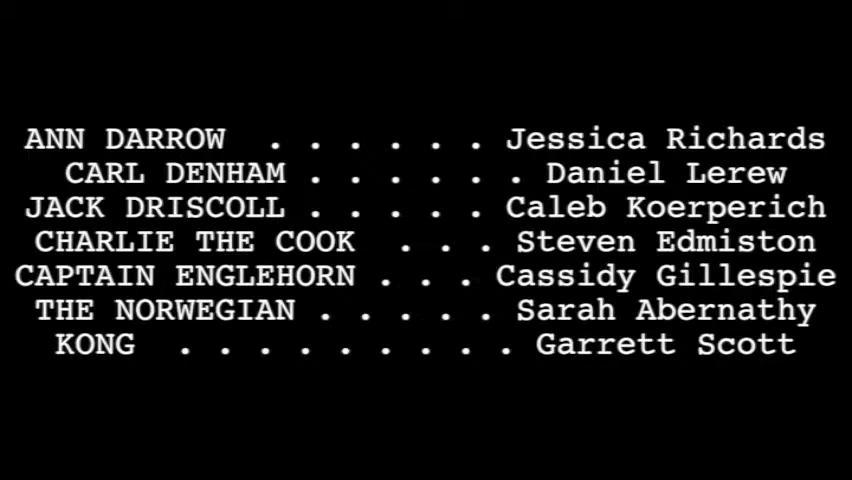 ANN DARROW . . . . . . Jessica Richards
CARL DENHAM . . . . . . Daniel Lerew
JACK DRISCOLL . . . . . Caleb Koerperich
CHARLIE THE COOK . . . Steven Edmiston
CAPTAIN ENGLEHORN . . . Cassidy Gillespie
THE NORWEGIAN . . . . . Sarah Abernathy
KONG . . . . . . . . . Garrett Scott